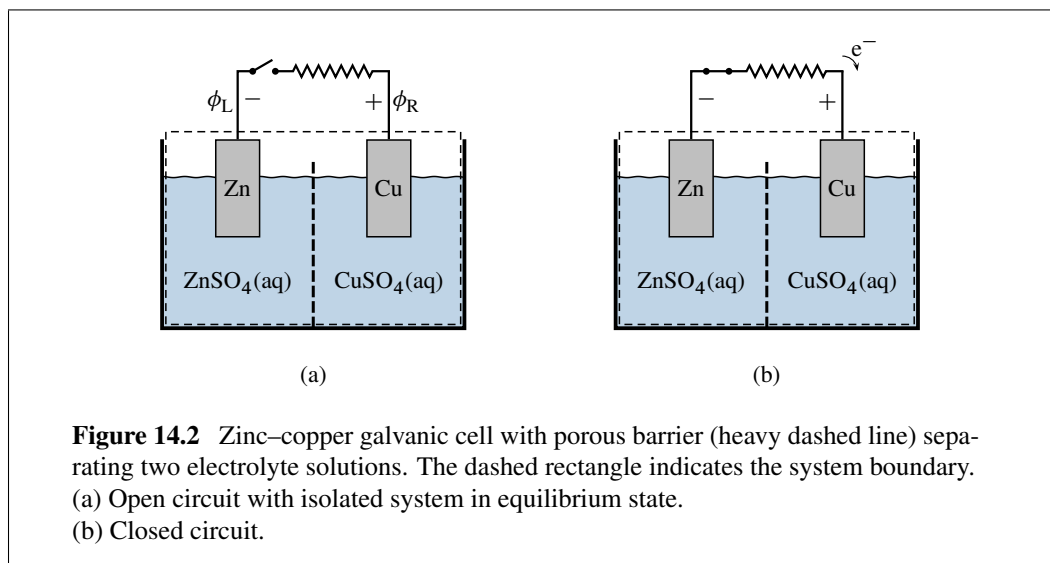 e⁻
ϕL − + ϕR − +
Zn Cu Zn Cu
ZnSO4(aq) CuSO4(aq) ZnSO4(aq) CuSO4(aq)
(a) (b)
Figure 14.2 Zinc–copper galvanic cell with porous barrier (heavy dashed line) sepa-
rating two electrolyte solutions. The dashed rectangle indicates the system boundary.
(a) Open circuit with isolated system in equilibrium state.
(b) Closed circuit.